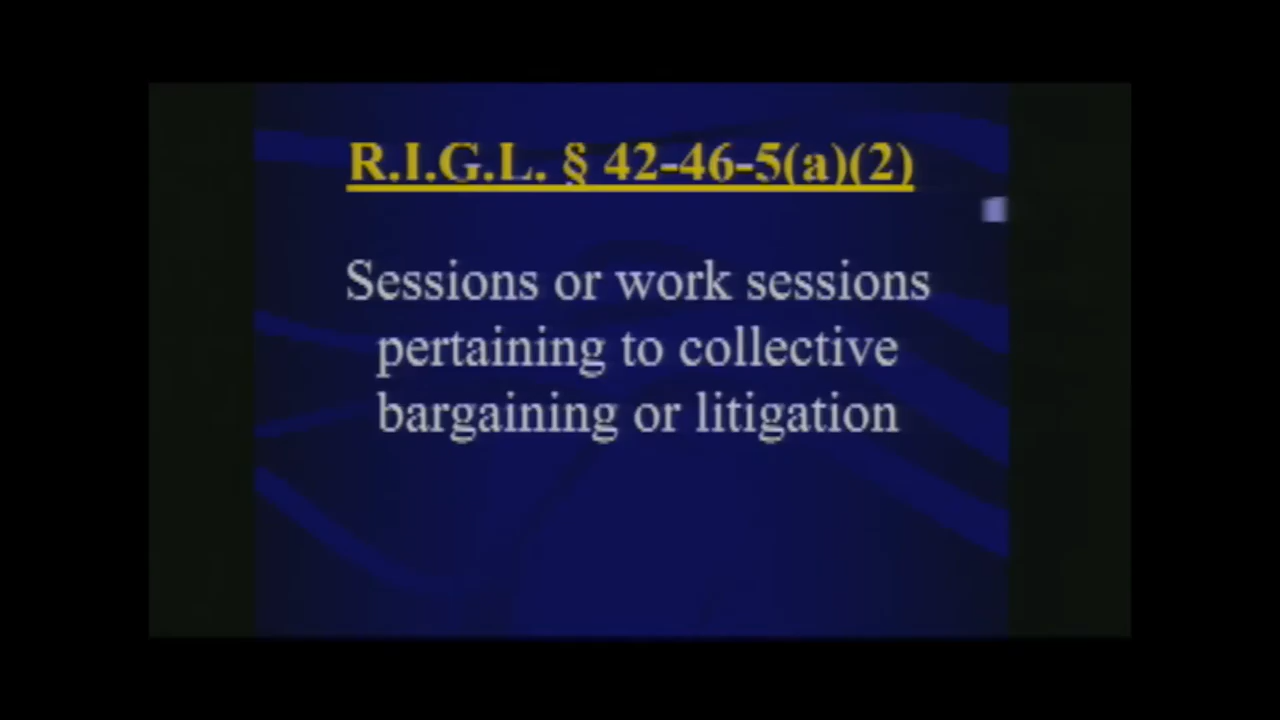 R.I.G.L. § 42-46-5(a)(2)
Sessions or work sessions
pertaining to collective
bargaining or litigation